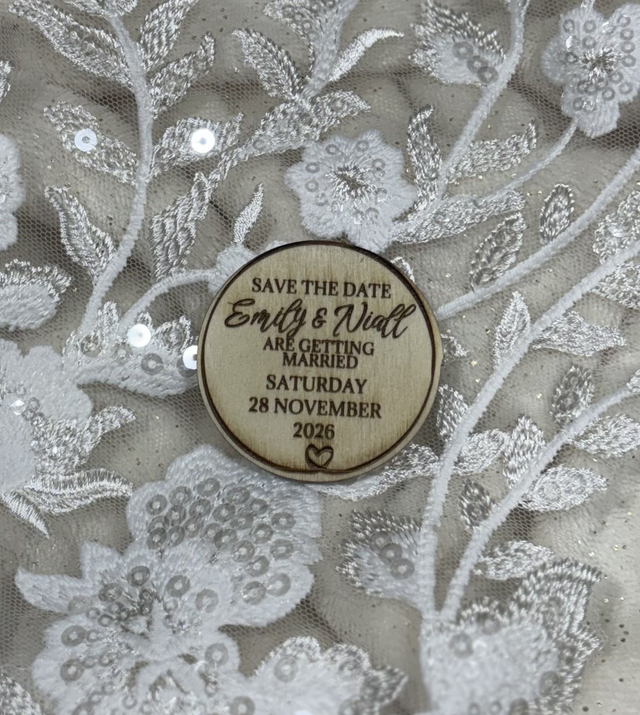 SAVE THE DATE
Emily & Niall
ARE GETTING
MARRIED
SATURDAY
28 NOVEMBER
2026